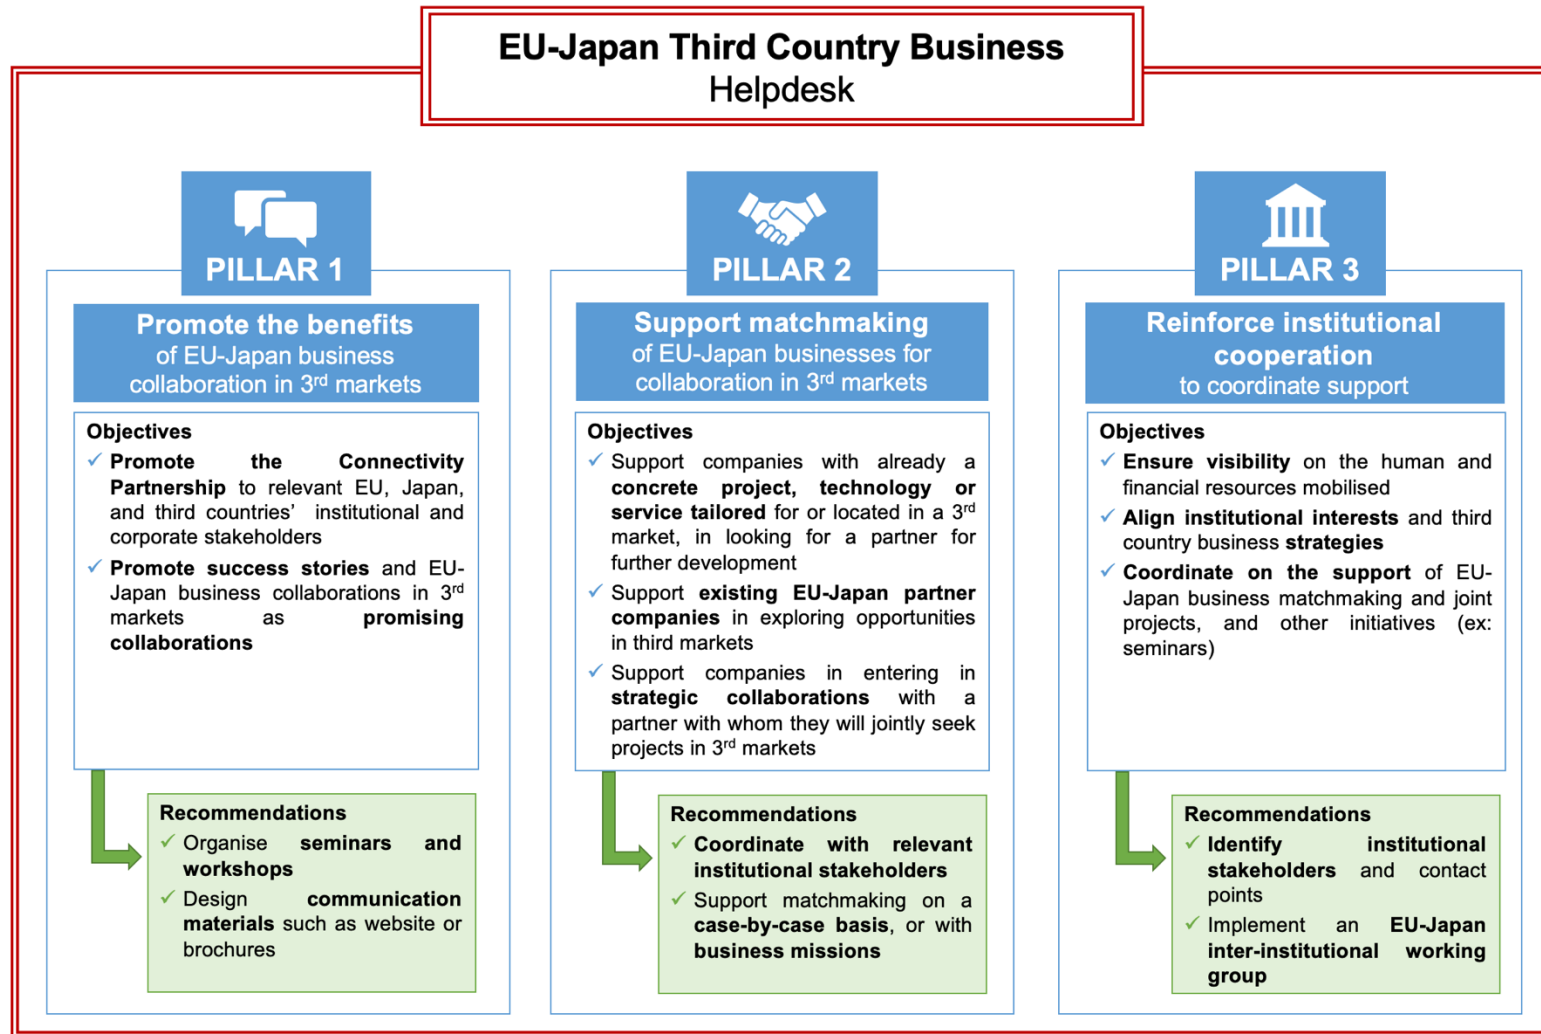 EU-Japan Third Country Business
Helpdesk
PILLAR 1
Promote the benefits
of EU-Japan business
collaboration in 3rd markets
Objectives
✓ Promote the Connectivity
Partnership to relevant EU, Japan,
and third countries' institutional and
corporate stakeholders
✓ Promote success stories and EU-
Japan business collaborations in 3rd
markets as promising
collaborations
Recommendations
✓ Organise seminars and
workshops
✓ Design communication
materials such as website or
brochures
PILLAR 2
Support matchmaking
of EU-Japan businesses for
collaboration in 3rd markets
Objectives
✓ Support companies with already a
concrete project, technology or
service tailored for or located in a 3rd
market, in looking for a partner for
further development
✓ Support existing EU-Japan partner
companies in exploring opportunities
in third markets
✓ Support companies in entering in
strategic collaborations with a
partner with whom they will jointly seek
projects in 3rd markets
Recommendations
✓ Coordinate with relevant
institutional stakeholders
✓ Support matchmaking on a
case-by-case basis, or with
business missions
PILLAR 3
Reinforce institutional
cooperation
to coordinate support
Objectives
✓ Ensure visibility on the human and
financial resources mobilised
✓ Align institutional interests and third
country business strategies
✓ Coordinate on the support of EU-
Japan business matchmaking and joint
projects, and other initiatives (ex:
seminars)
Recommendations
✓ Identify institutional
stakeholders and contact
points
✓ Implement an EU-Japan
inter-institutional working
group